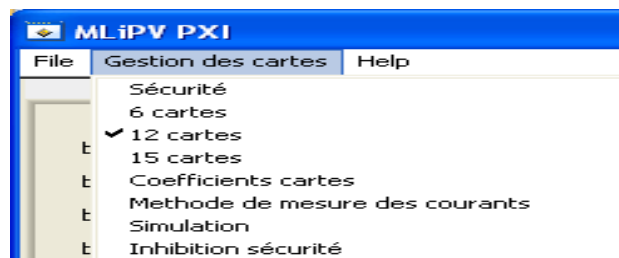 MLiPV PXI
File Gestion des cartes Help
Sécurité
6 cartes
12 cartes
15 cartes
Coefficients cartes
Methode de mesure des courants
Simulation
Inhibition sécurité